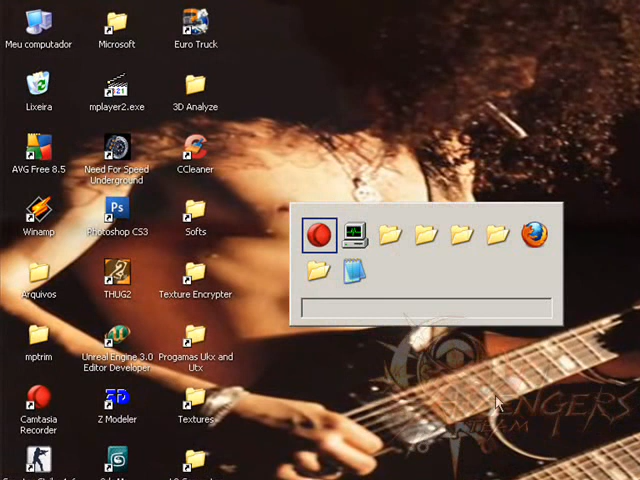 Meu computador
Microsoft
Euro Truck
Lixeira
mplayer2.exe
3D Analyze
AVG Free 8.5
Need For Speed
Underground
CCleaner
Winamp
Photoshop CS3
Softs
Arquivos
THUG2
Texture Encrypter
mptrim
Unreal Engine 3.0
Editor Developer
Progamas Ukx and
Utx
Camtasia
Recorder
Z Modeler
Textures
TEAM